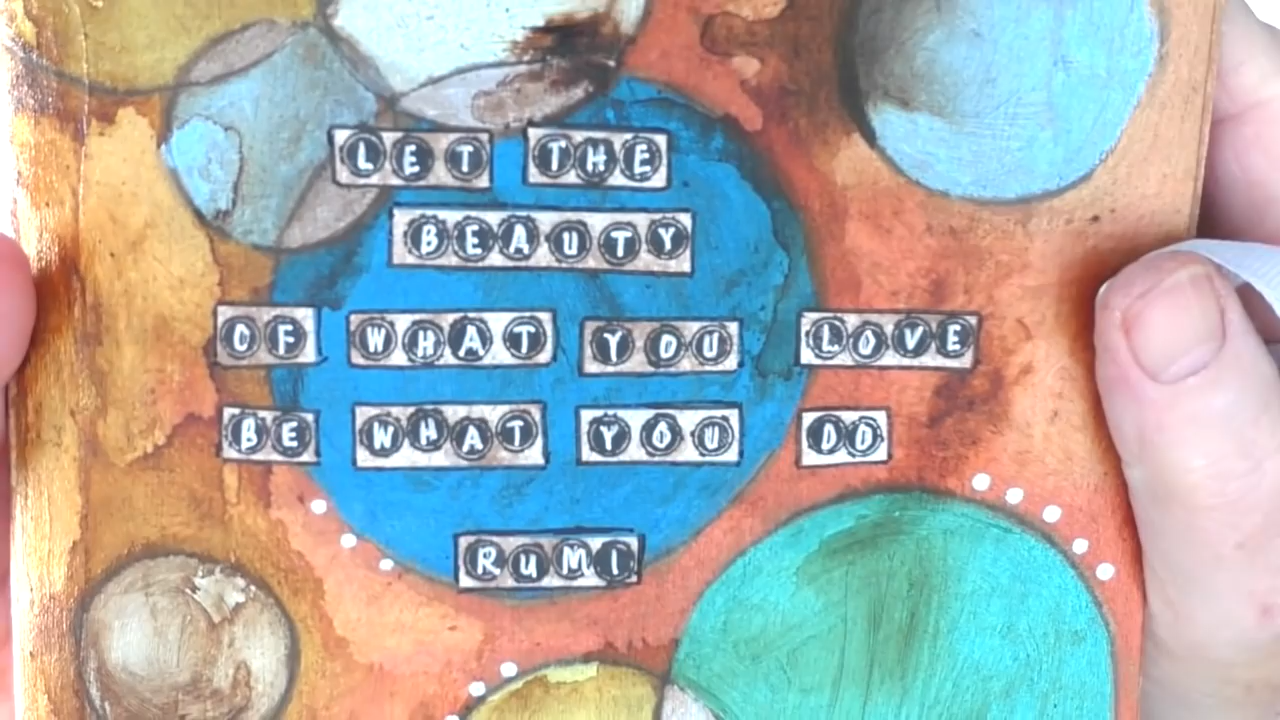 LET THE
BEAUTY
OF WHAT YOU LOVE
BE WHAT YOU DO
RUMI